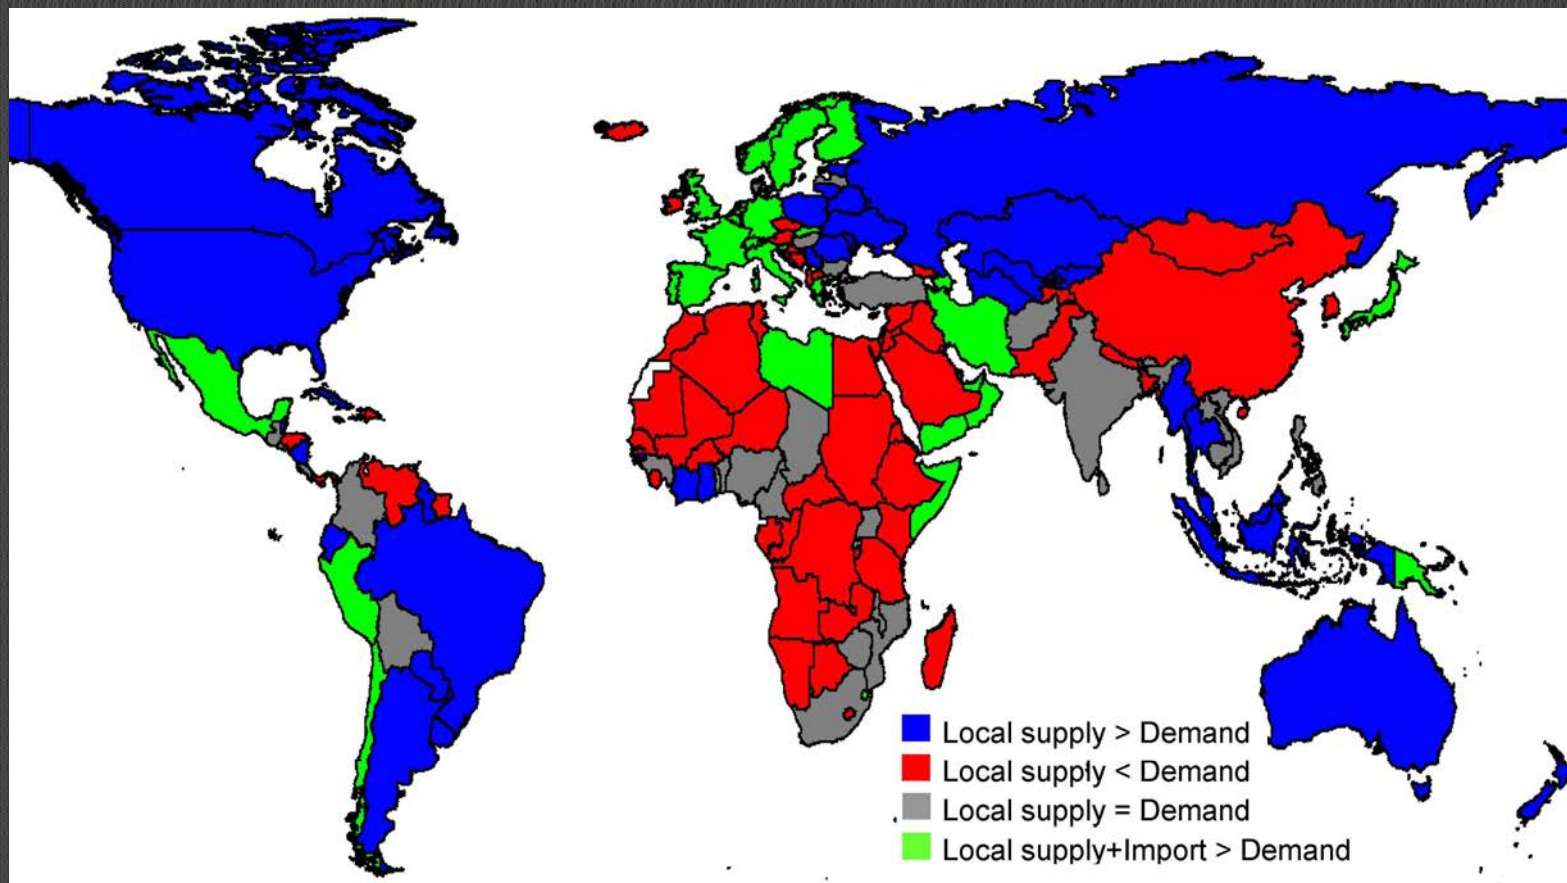 Local supply > Demand
Local supply < Demand
Local supply = Demand
Local supply+Import > Demand